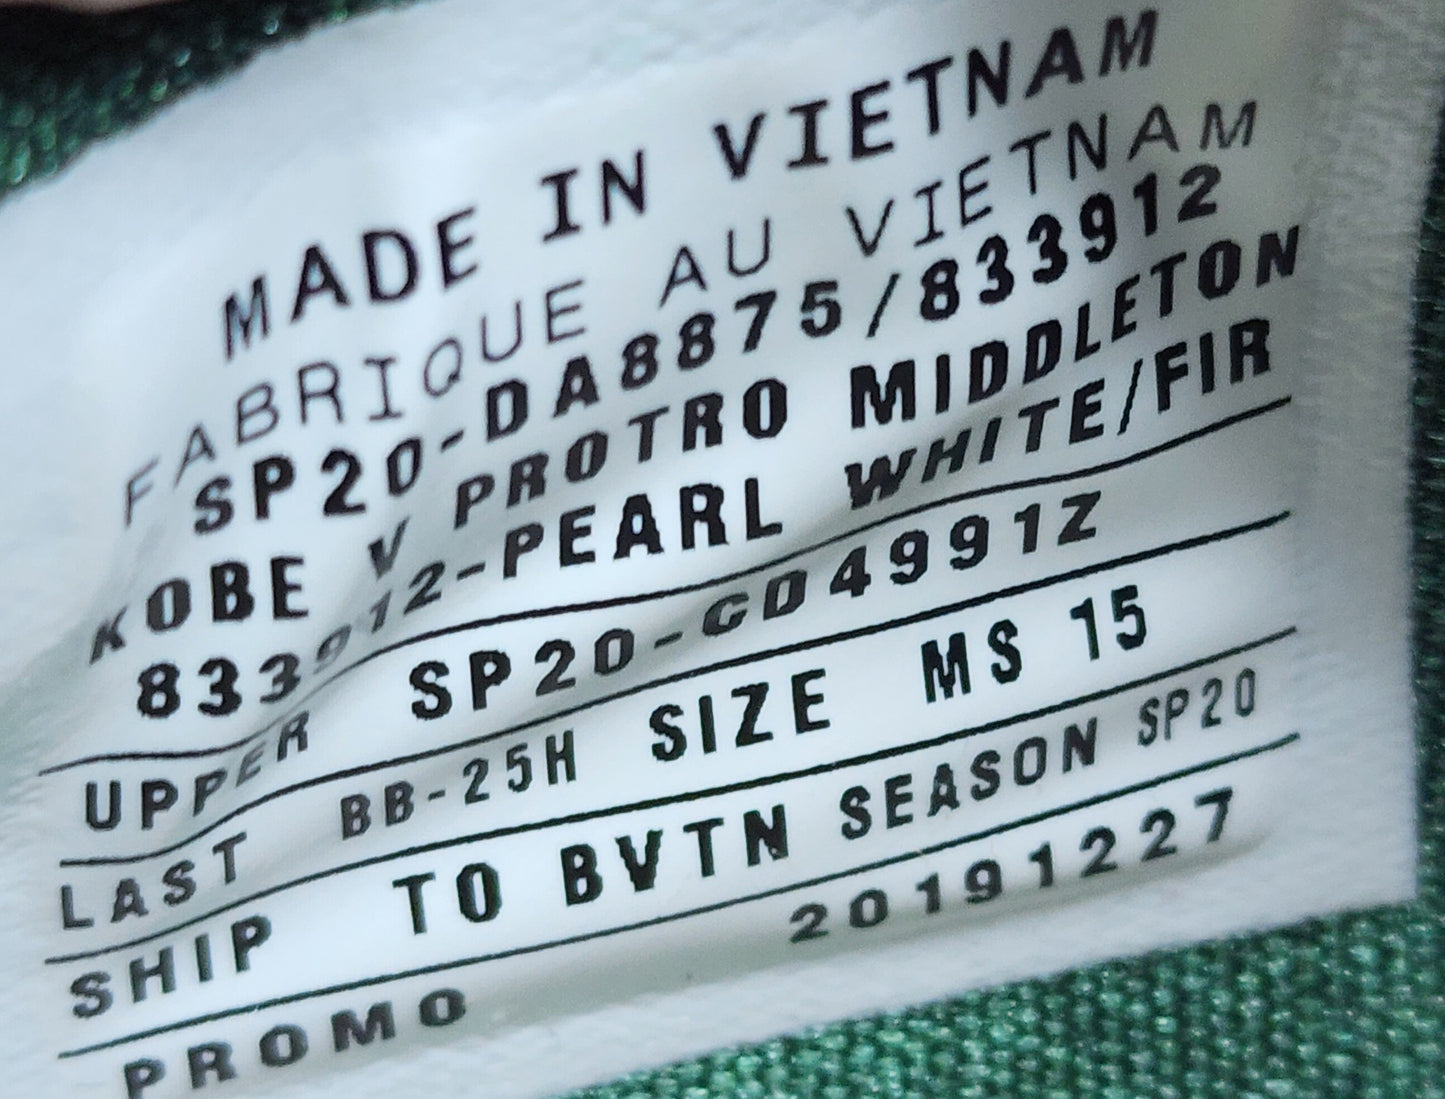 MADE IN VIETNAM
FABRIQUE AU VIETNAM
SP20-DA8875/833912
KOBE V PROTRO MIDDLETON
833912-PEARL WHITE/FIR
UPPER SP20-CD4991Z
LAST BB-25H SIZE MS 15
SHIP TO BVTN SEASON SP20
PROMO 20191227